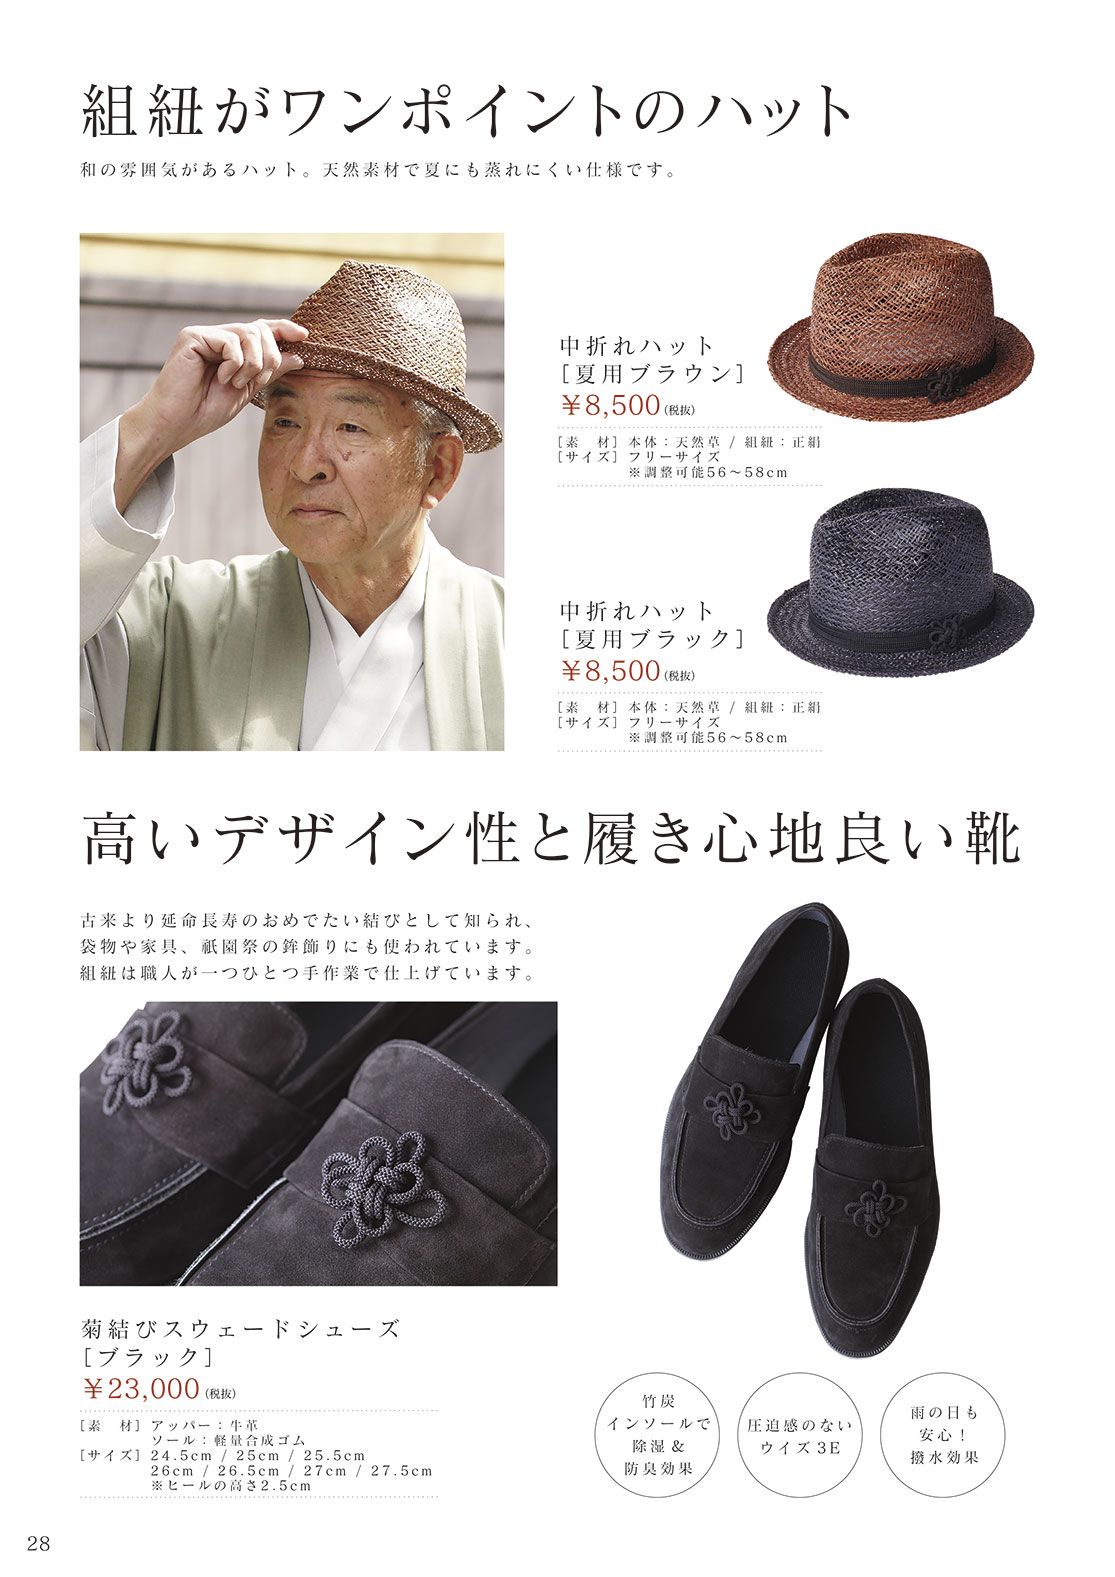 組紐がワンポイントのハット
和の雰囲気があるハット。天然素材で夏にも蒸れにくい仕様です。
中折れハット
［夏用ブラウン］
¥8,500（税抜）
［素　材］本体：天然草 / 組紐：正絹
［サイズ］フリーサイズ
※調整可能56〜58cm
中折れハット
［夏用ブラック］
¥8,500（税抜）
［素　材］本体：天然草 / 組紐：正絹
［サイズ］フリーサイズ
※調整可能56〜58cm
高いデザイン性と履き心地良い靴
古来より延命長寿のおめでたい結びとして知られ、
袋物や家具、祇園祭の鉾飾りにも使われています。
組紐は職人が一つひとつ手作業で仕上げています。
菊結びスウェードシューズ
［ブラック］
¥23,000（税抜）
［素　材］アッパー：牛革
ソール：軽量合成ゴム
［サイズ］24.5cm / 25cm / 25.5cm
26cm / 26.5cm / 27cm / 27.5cm
※ヒールの高さ2.5cm
竹炭
インソールで
除湿＆
防臭効果
圧迫感のない
ウイズ3E
雨の日も
安心！
撥水効果
28